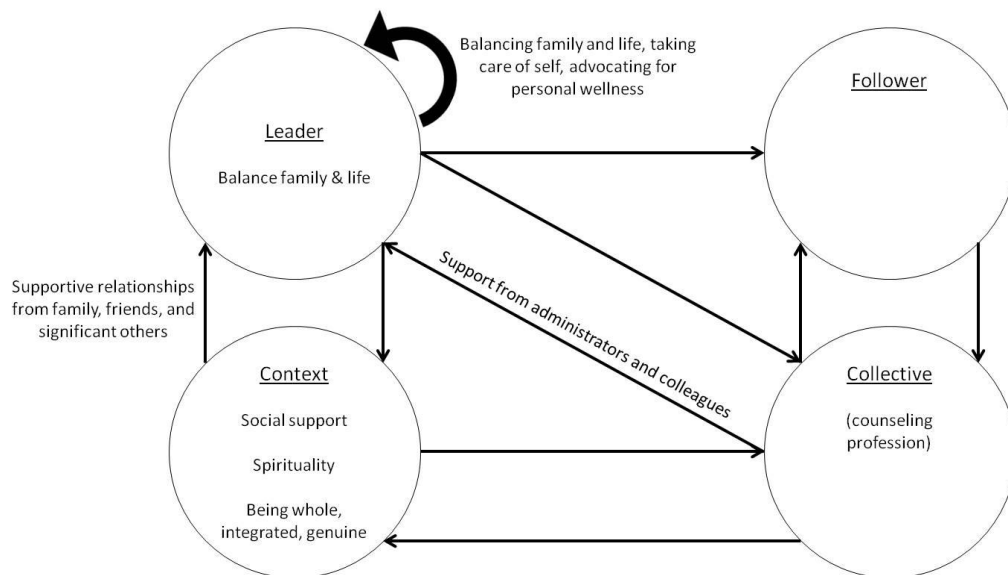 Balancing family and life, taking
care of self, advocating for
personal wellness
Leader
Balance family & life
Follower
Supportive relationships
from family, friends, and
significant others
Support from administrators and colleagues
Context
Social support
Spirituality
Being whole,
integrated, genuine
Collective
(counseling
profession)